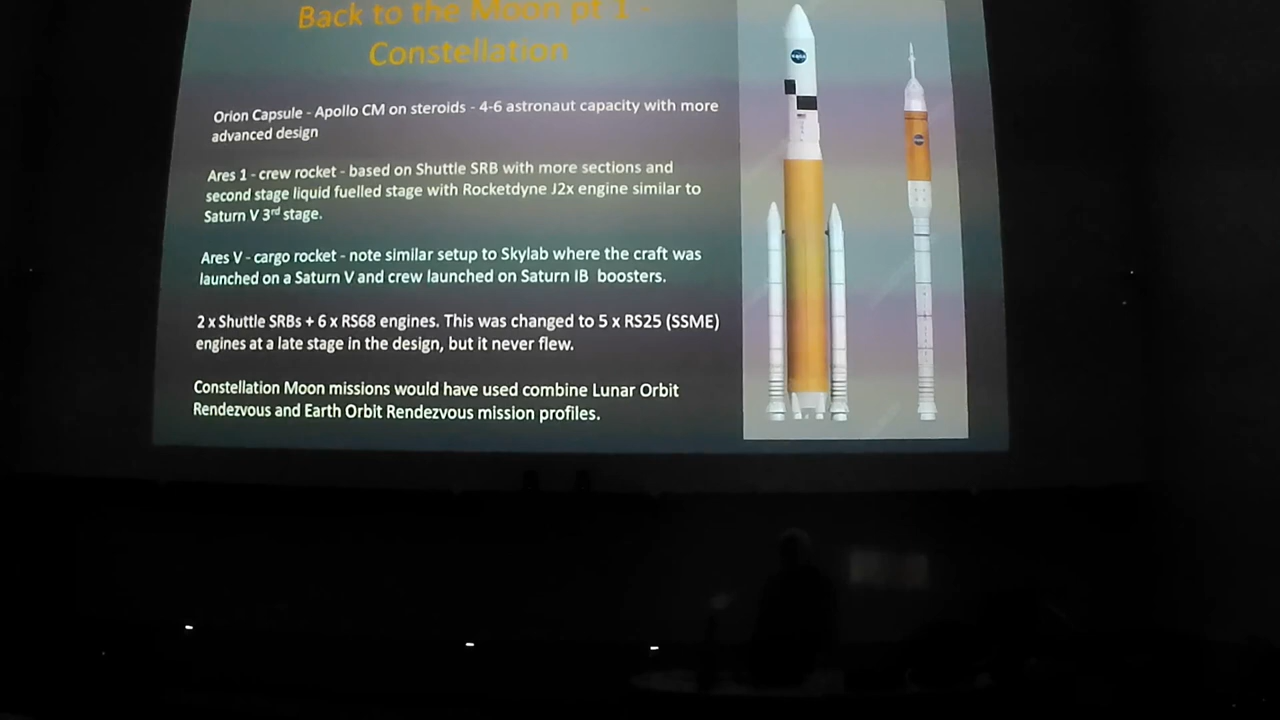 Back to the Moon pt 1 -
Constellation
Orion Capsule - Apollo CM on steroids - 4-6 astronaut capacity with more
advanced design
Ares 1 - crew rocket - based on Shuttle SRB with more sections and
second stage liquid fuelled stage with Rocketdyne J2x engine similar to
Saturn V 3rd stage.
Ares V - cargo rocket - note similar setup to Skylab where the craft was
launched on a Saturn V and crew launched on Saturn IB boosters.
2 x Shuttle SRBs + 6 x RS68 engines. This was changed to 5 x RS25 (SSME)
engines at a late stage in the design, but it never flew.
Constellation Moon missions would have used combine Lunar Orbit
Rendezvous and Earth Orbit Rendezvous mission profiles.
NASA